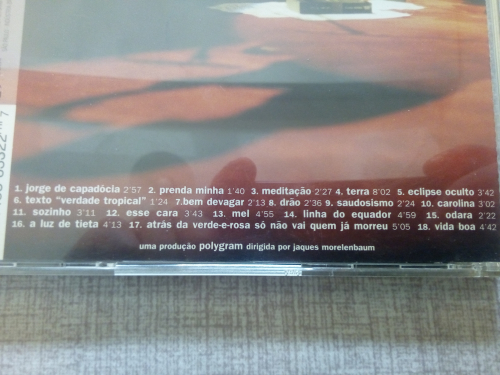 1. jorge de capadócia 2'57 2. prenda minha 1'40 3. meditação 2'27 4. terra 8'02 5. eclipse oculto 3'42
6. texto "verdade tropical" 1'24 7.bem devagar 2'13 8. drão 2'36 9. saudosismo 2'24 10. carolina 3'02
11. sozinho 3'11 12. esse cara 3'43 13. mel 4'55 14. linha do equador 4'59 15. odara 2'22
16. a luz de tieta 4'13 17. atrás da verde-e-rosa só não vai quem já morreu 5'05 18. vida boa 4'42
uma produção polygram dirigida por jaques morelenbaum